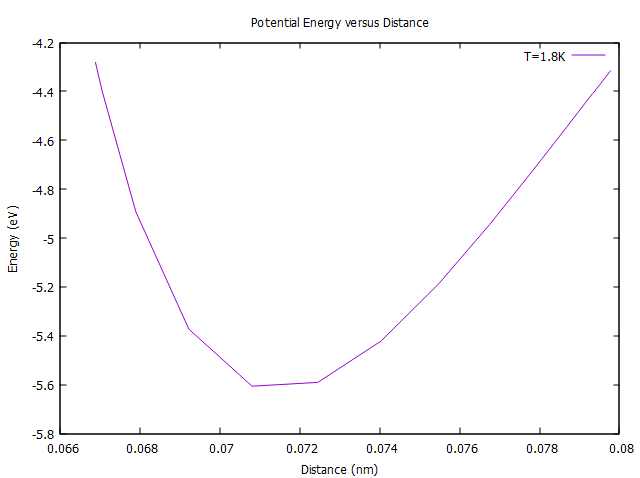 Potential Energy versus Distance
-4.2
T=1.8K
-4.4
-4.6
-4.8
-5
-5.2
-5.4
-5.6
-5.8
Energy (eV)
0.066 0.068 0.07 0.072 0.074 0.076 0.078 0.08
Distance (nm)